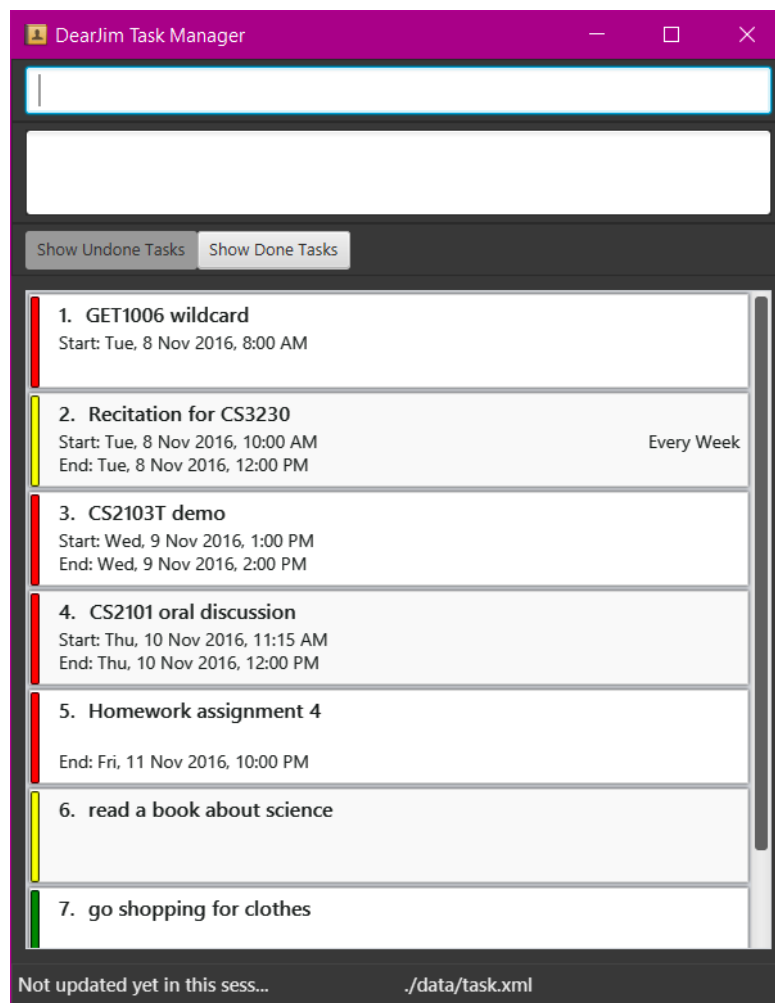 DearJim Task Manager
Show Undone Tasks Show Done Tasks
1. GET1006 wildcard
Start: Tue, 8 Nov 2016, 8:00 AM
2. Recitation for CS3230
Start: Tue, 8 Nov 2016, 10:00 AM Every Week
End: Tue, 8 Nov 2016, 12:00 PM
3. CS2103T demo
Start: Wed, 9 Nov 2016, 1:00 PM
End: Wed, 9 Nov 2016, 2:00 PM
4. CS2101 oral discussion
Start: Thu, 10 Nov 2016, 11:15 AM
End: Thu, 10 Nov 2016, 12:00 PM
5. Homework assignment 4
End: Fri, 11 Nov 2016, 10:00 PM
6. read a book about science
7. go shopping for clothes
Not updated yet in this sess... ./data/task.xml